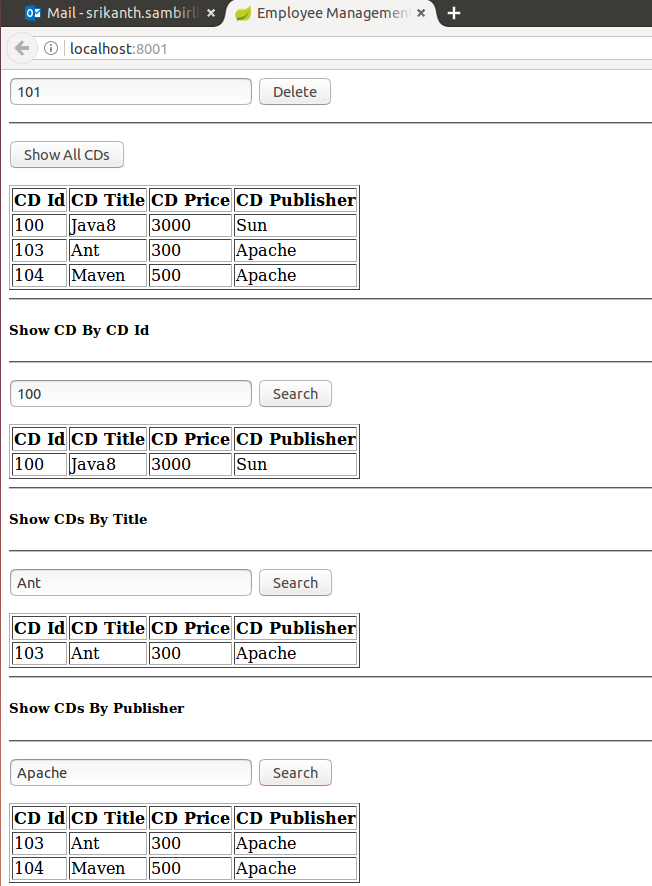 Mail - srikanth.sambirli × Employee Managemen × +
localhost:8001
101 Delete
Show All CDs
CD Id CD Title CD Price CD Publisher
100 Java8 3000 Sun
103 Ant 300 Apache
104 Maven 500 Apache
Show CD By CD Id
100 Search
CD Id CD Title CD Price CD Publisher
100 Java8 3000 Sun
Show CDs By Title
Ant Search
CD Id CD Title CD Price CD Publisher
103 Ant 300 Apache
Show CDs By Publisher
Apache Search
CD Id CD Title CD Price CD Publisher
103 Ant 300 Apache
104 Maven 500 Apache